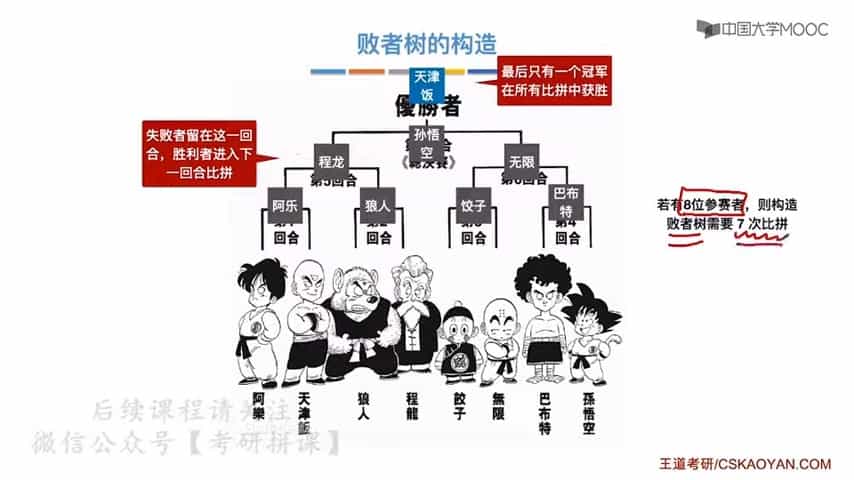 中国大学MOOC
败者树的构造
天津
饭
最后只有一个冠军
在所有比拼中获胜
優勝者
失败者留在这一回
合，胜利者进入下
一回合比拼
孙悟
空
程龙
无限
阿乐
狼人
饺子
巴布
特
回合
回合
回合
回合
若有8位参赛者，则构造
败者树需要 7 次比拼
阿樂
天津飯
狼人
程龍
餃子
無限
巴布特
孫悟空
后续课程请关注
微信公众号【考研拼课】
王道考研/CSKAOYAN.COM